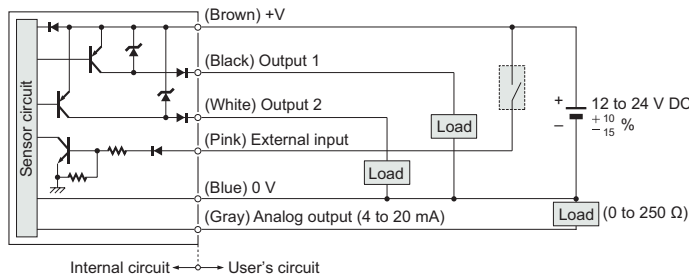 (Brown) +V
(Black) Output 1
(White) Output 2
(Pink) External input
(Blue) 0 V
(Gray) Analog output (4 to 20 mA)
Sensor circuit
Load
Load
+
−
12 to 24 V DC
+10
−15 %
Load (0 to 250 Ω)
Internal circuit
User's circuit